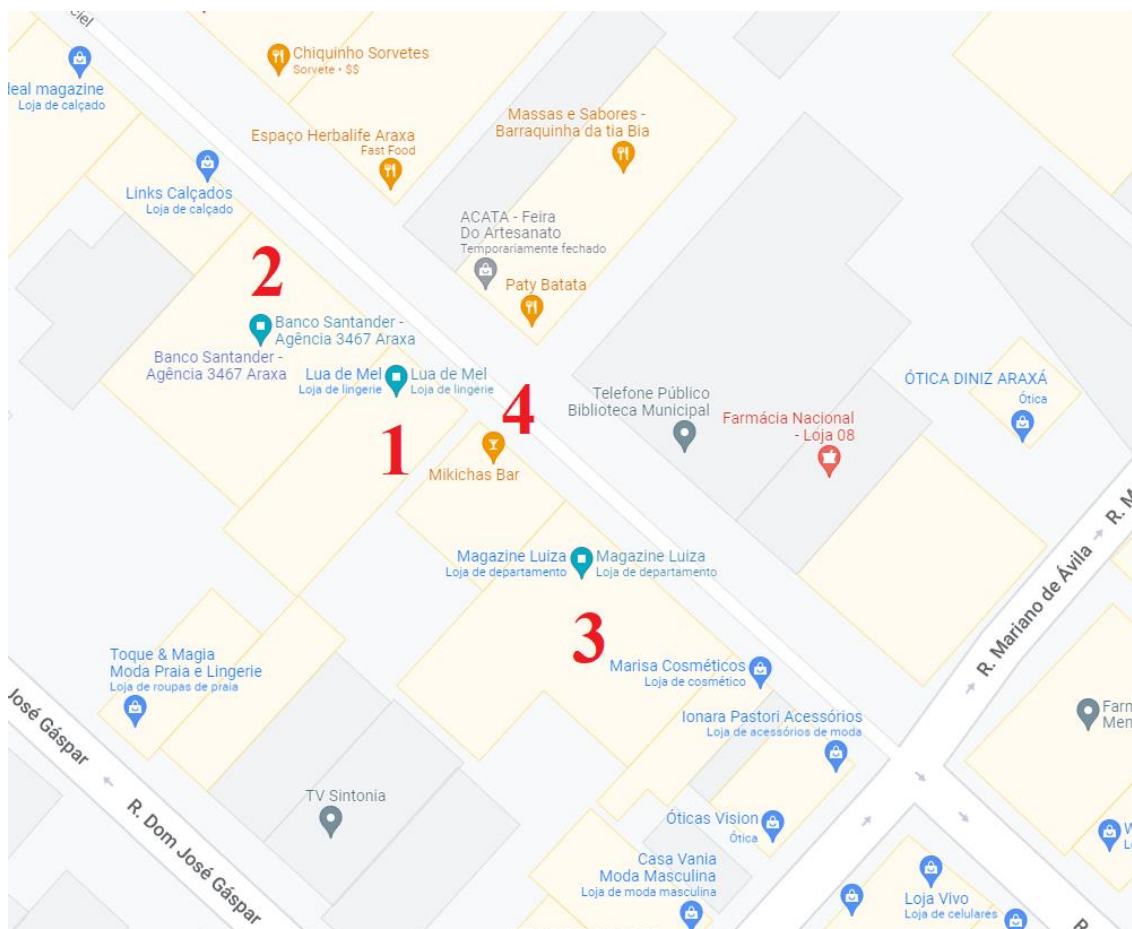 ciel
Chiquinho Sorvetes
Sorvete • $$
deal magazine
Loja de calçado
Massas e Sabores -
Barraquinha da tia Bia
Espaço Herbalife Araxa
Fast Food
Links Calçados
Loja de calçado
ACATA - Feira
Do Artesanato
Temporariamente fechado
2
Paty Batata
Banco Santander -
Agência 3467 Araxa
Banco Santander -
Agência 3467 Araxa
Lua de Mel
Loja de lingerie
Lua de Mel
Loja de lingerie
ÓTICA DINIZ ARAXÁ
Ótica
4
Telefone Público
Biblioteca Municipal
Farmácia Nacional
- Loja 08
1
Mikichas Bar
Magazine Luiza
Loja de departamento
Magazine Luiza
Loja de departamento
R. Mariano de Ávila
R. M
3
Toque & Magia
Moda Praia e Lingerie
Loja de roupas de praia
Marisa Cosméticos
Loja de cosmético
José Gáspar
Ionara Pastori Acessórios
Loja de acessórios de moda
Farm
Men
TV Sintonia
R. Dom José Gáspar
Óticas Vision
Ótica
Casa Vania
Moda Masculina
Loja de moda masculina
Loja Vivo
Loja de celulares
W
R